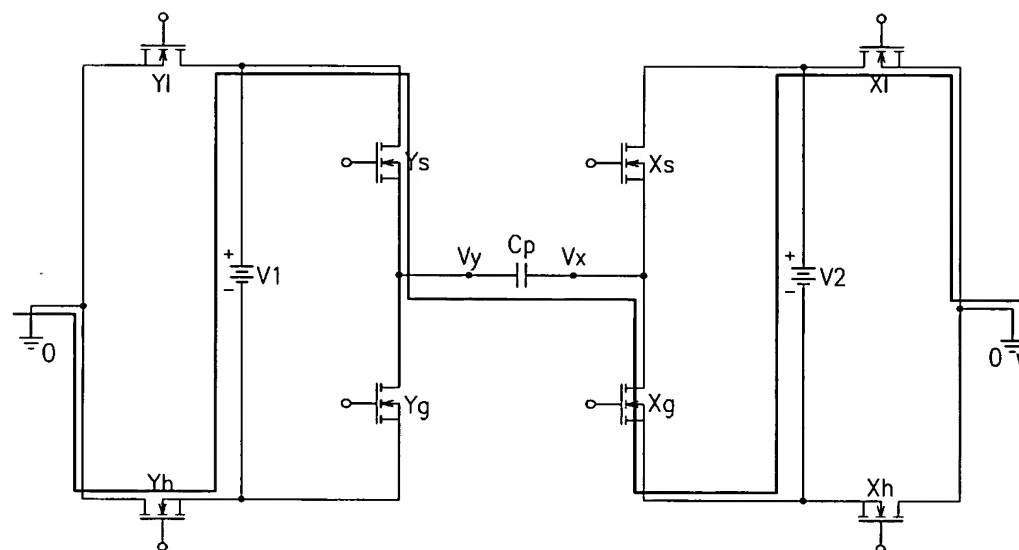 Yl
Xl
Ys
Xs
Vy
Cp
Vx
+
V1
-
+
V2
-
0
0 V
Yg
Xg
Yh
Xh